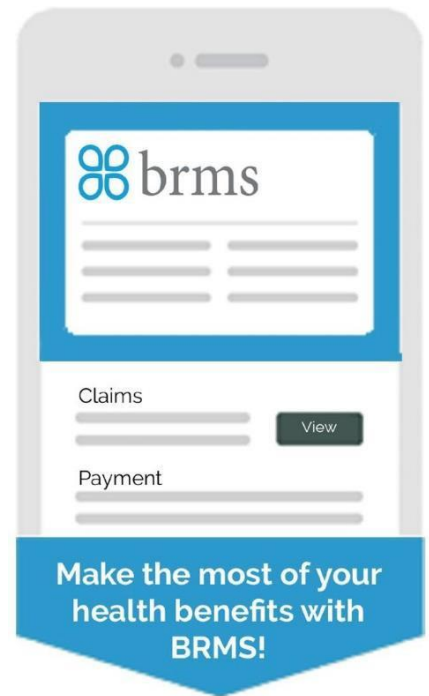 brms
Claims
View
Payment
Make the most of your
health benefits with
BRMS!